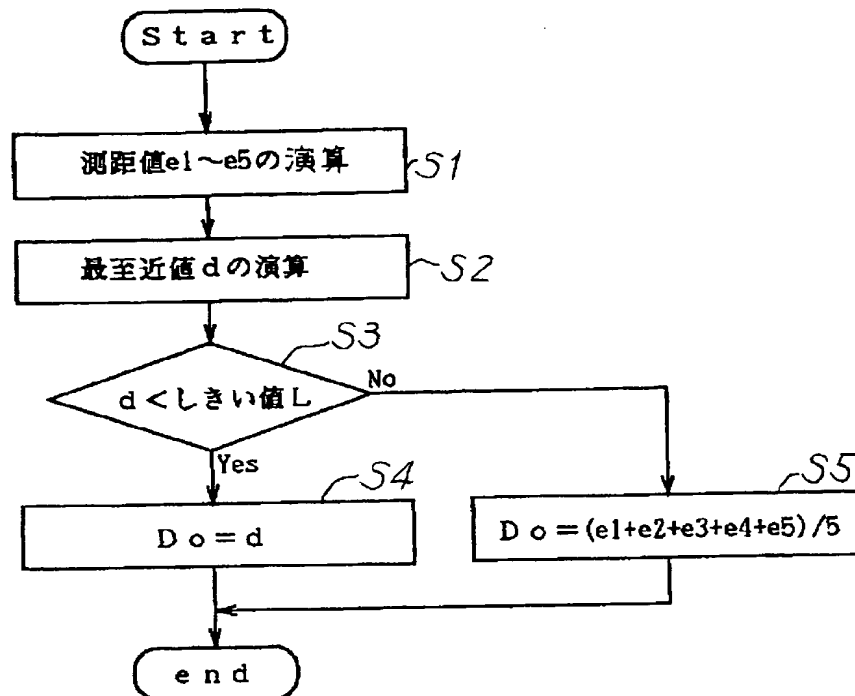 Start
測距値e1～e5の演算
S1
最至近値dの演算
S2
S3
d<しきい値L
No
Yes
S4
Do=d
S5
Do=(e1+e2+e3+e4+e5)/5
end